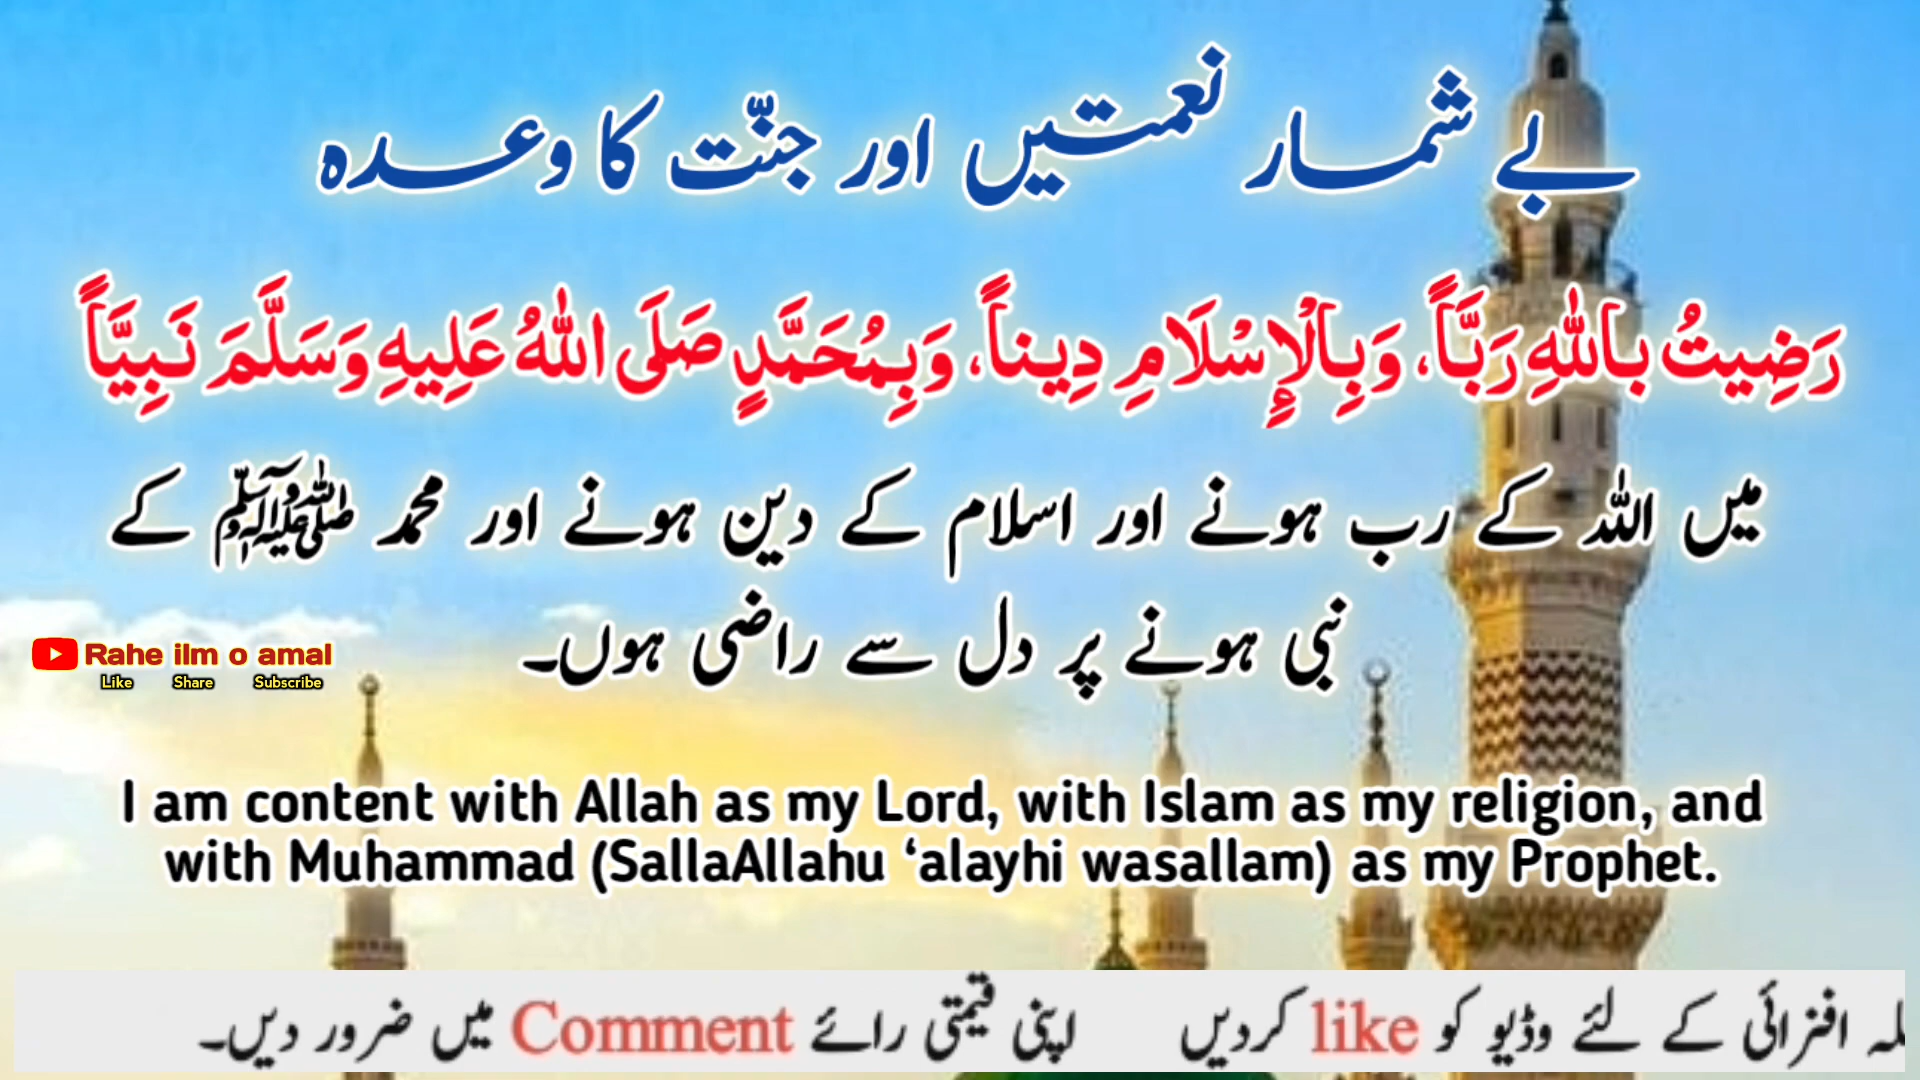 بے شمار نعمتیں اور جنّت کا وعدہ
رَضِيتُ بِاللّٰهِ رَبَّاً، وَبِالْإِسْلَامِ دِيناً، وَبِمُحَمَّدٍ صَلَى اللّٰهُ عَلِيهِ وَسَلَّمَ نَبِيَّاً
میں اللہ کے رب ہونے اور اسلام کے دین ہونے اور محمد ﷺ کے
نبی ہونے پر دل سے راضی ہوں۔
Rahe ilm o amal
Like Share Subscribe
I am content with Allah as my Lord, with Islam as my religion, and
with Muhammad (SallaAllahu ‘alayhi wasallam) as my Prophet.
افزائی کے لئے وڈیو کو like کردیں اپنی قیمتی رائے Comment میں ضرور دیں۔